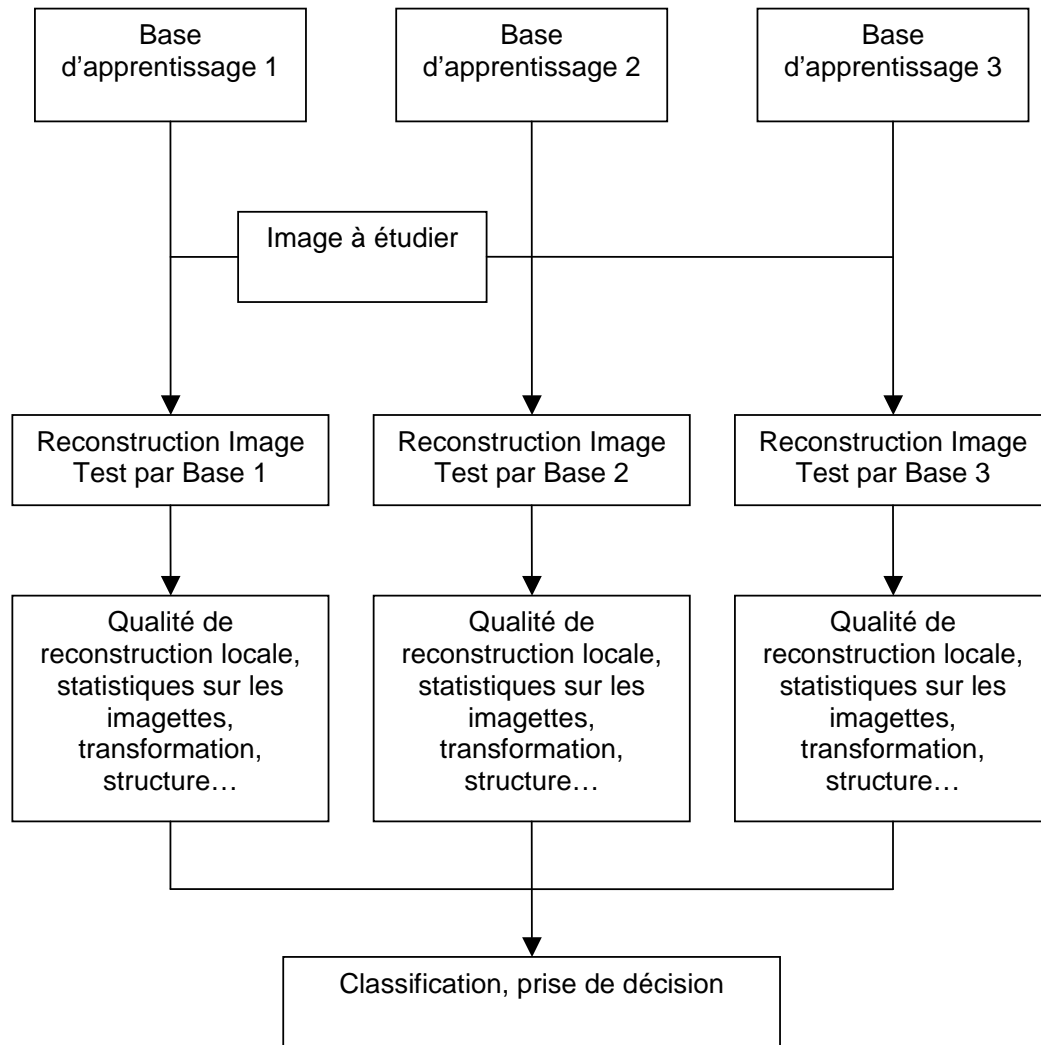 Base
d’apprentissage 1
Base
d’apprentissage 2
Base
d’apprentissage 3
Image à étudier
Reconstruction Image
Test par Base 1
Reconstruction Image
Test par Base 2
Reconstruction Image
Test par Base 3
Qualité de
reconstruction locale,
statistiques sur les
imagettes,
transformation,
structure…
Qualité de
reconstruction locale,
statistiques sur les
imagettes,
transformation,
structure…
Qualité de
reconstruction locale,
statistiques sur les
imagettes,
transformation,
structure…
Classification, prise de décision